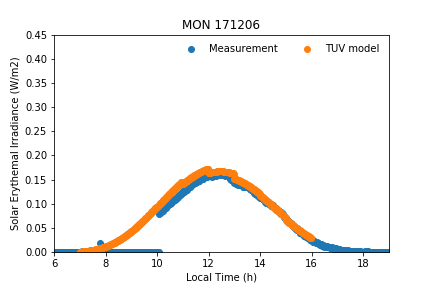 MON 171206
Measurement TUV model
Solar Erythemal Irradiance (W/m2)
0.45
0.40
0.35
0.30
0.25
0.20
0.15
0.10
0.05
0.00
6 8 10 12 14 16 18
Local Time (h)